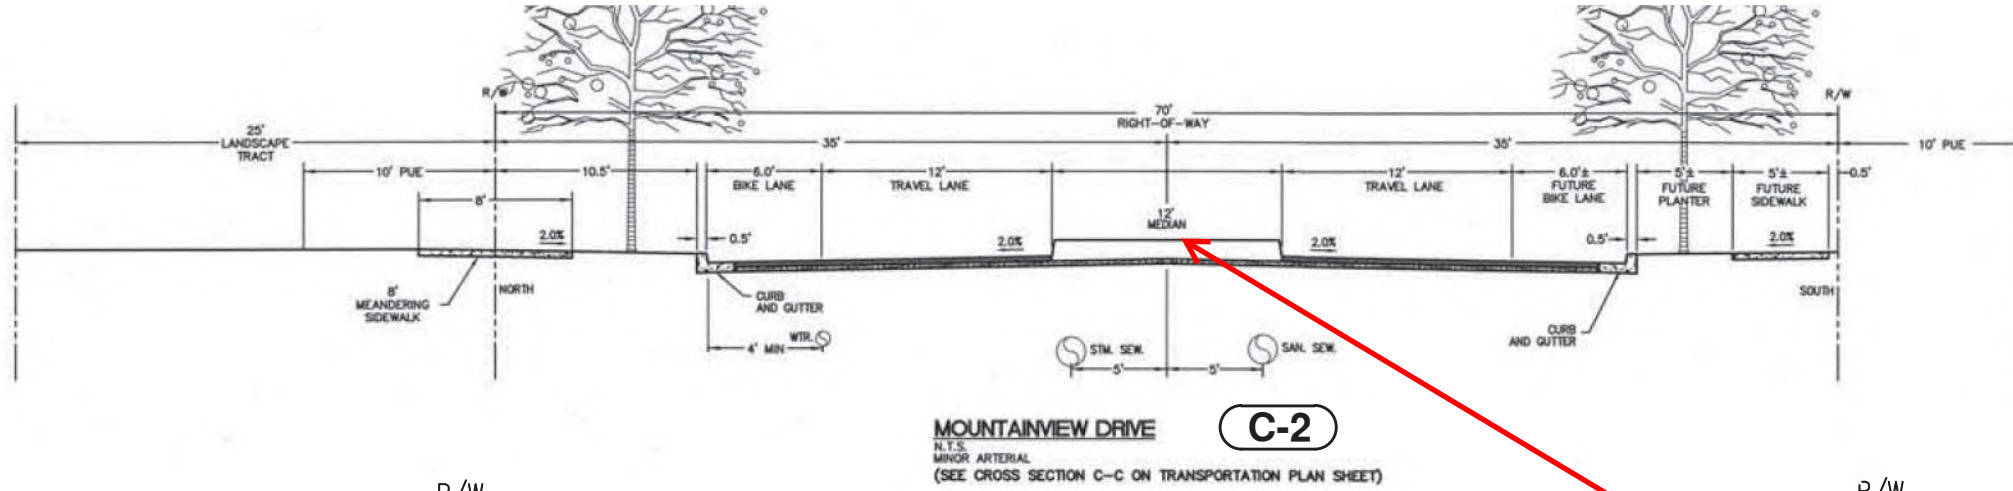 R/W
R/W
70'
RIGHT-OF-WAY
25'
LANDSCAPE
TRACT
35'
35'
10' PUE
10' PUE
10.5'
6.0'
BIKE LANE
12'
TRAVEL LANE
12'
TRAVEL LANE
6.0'±
FUTURE
BIKE LANE
5'±
FUTURE
PLANTER
5'±
FUTURE
SIDEWALK
0.5'
8'
12'
MEDIAN
2.0%
0.5'
2.0%
2.0%
0.5'
2.0%
8'
MEANDERING
SIDEWALK
NORTH
CURB
AND GUTTER
SOUTH
CURB
AND GUTTER
4' MIN
WTR.
STM. SEW.
SAN. SEW.
5'
5'
MOUNTAINVIEW DRIVE
C-2
N.T.S.
MINOR ARTERIAL
(SEE CROSS SECTION C-C ON TRANSPORTATION PLAN SHEET)
R/W
R/W